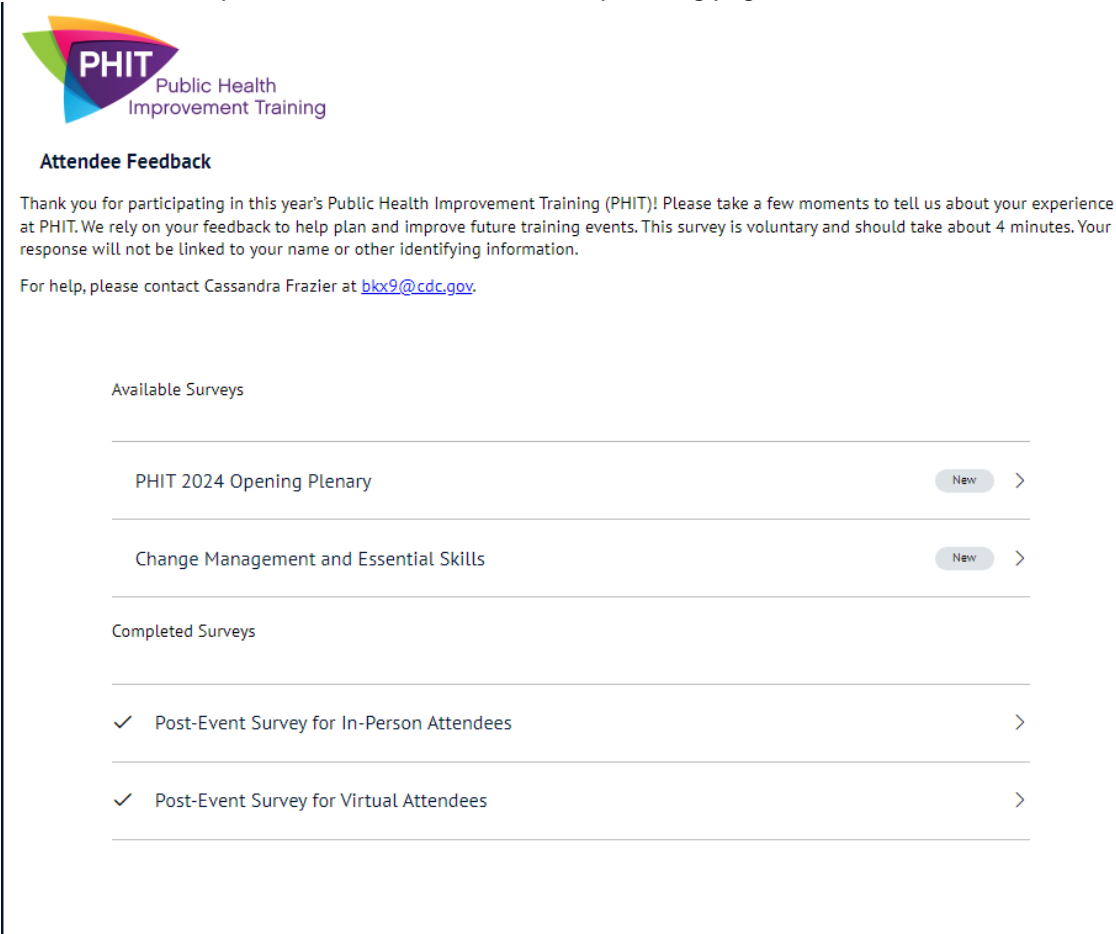 PHIT
Public Health
Improvement Training
Attendee Feedback
Thank you for participating in this year's Public Health Improvement Training (PHIT)! Please take a few moments to tell us about your experience
at PHIT. We rely on your feedback to help plan and improve future training events. This survey is voluntary and should take about 4 minutes. Your
response will not be linked to your name or other identifying information.
For help, please contact Cassandra Frazier at bkx9@cdc.gov.
Available Surveys
PHIT 2024 Opening Plenary New
Change Management and Essential Skills New
Completed Surveys
Post-Event Survey for In-Person Attendees
Post-Event Survey for Virtual Attendees